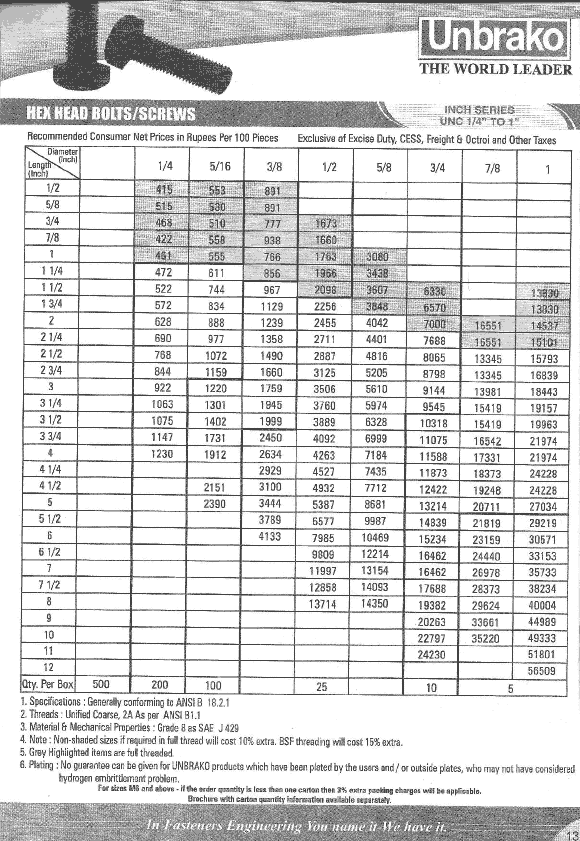 Unbrako
THE WORLD LEADER
HEX HEAD BOLTS/SCREWS
INCH SERIES
UNC 1/4" TO 1"
Recommended Consumer Net Prices in Rupees Per 100 Pieces Exclusive of Excise Duty, CESS, Freight & Octroi and Other Taxes
Diameter (Inch)
Length (Inch)
1/4 5/16 3/8 1/2 5/8 3/4 7/8 1
1/2 415 553 891
5/8 515 530 891
3/4 468 510 777 1673
7/8 422 558 938 1660
1 461 555 766 1763 3080
1 1/4 472 611 856 1966 3438
1 1/2 522 744 967 2098 3607 6330 13830
1 3/4 572 834 1129 2256 3848 6570 13830
2 628 888 1239 2455 4042 7000 16551 14537
2 1/4 690 977 1358 2711 4401 7688 16551 15101
2 1/2 768 1072 1490 2887 4816 8065 13345 15793
2 3/4 844 1159 1660 3125 5205 8798 13345 16839
3 922 1220 1759 3506 5610 9144 13981 18443
3 1/4 1063 1301 1945 3760 5974 9545 15419 19157
3 1/2 1075 1402 1999 3889 6328 10318 15419 19963
3 3/4 1147 1731 2450 4092 6999 11075 16542 21974
4 1230 1912 2634 4263 7184 11588 17331 21974
4 1/4 2929 4527 7435 11873 18373 24228
4 1/2 2151 3100 4932 7712 12422 19248 24228
5 2390 3444 5387 8681 13214 20711 27034
5 1/2 3789 6577 9987 14839 21819 29219
6 4133 7985 10469 15234 23159 30571
6 1/2 9809 12214 16462 24440 33153
7 11997 13154 16462 26978 35733
7 1/2 12858 14093 17688 28373 38234
8 13714 14350 19382 29624 40004
9 20263 33661 44989
10 22797 35220 49333
11 24230 51801
12 56509
Qty. Per Box 500 200 100 25 10 5
1. Specifications : Generally conforming to ANSI B 18.2.1
2. Threads : Unified Coarse, 2A As per ANSI B1.1
3. Material & Mechanical Properties : Grade 8 as SAE J 429
4. Note : Non-shaded sizes if required in full thread will cost 10% extra. BSF threading will cost 15% extra.
5. Grey Highlighted items are full threaded.
6. Plating : No guarantee can be given for UNBRAKO products which have been plated by the users and / or outside plates, who may not have considered
hydrogen embrittlement problem.
For sizes M6 and above - if the order quantity is less than one carton then 3% extra packing charges will be applicable.
Brochure with carton quantity information available separately.
In Fasteners Engineering You name it We have it.
13